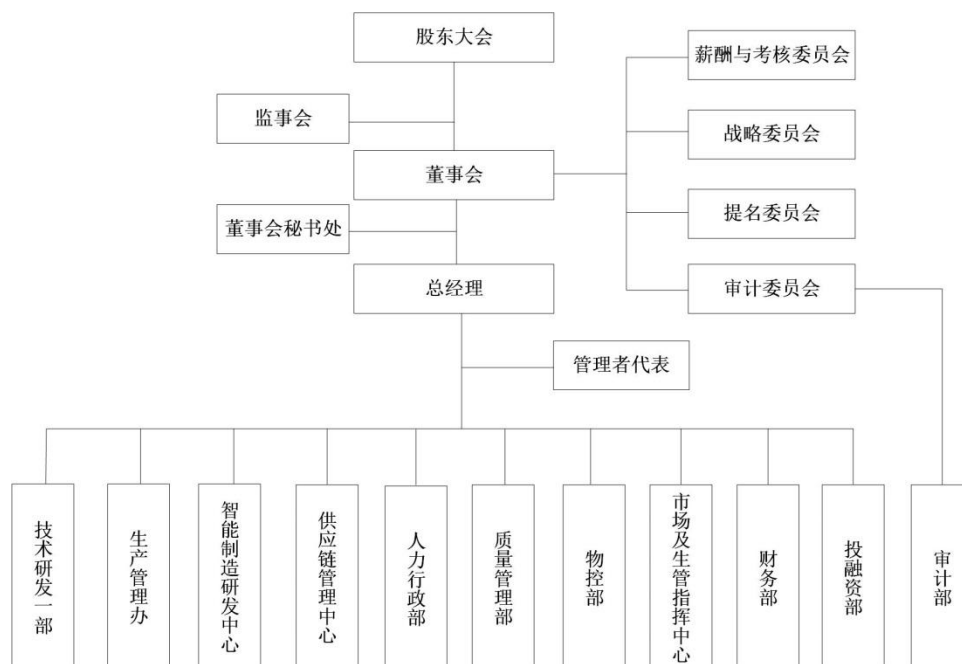 股东大会
薪酬与考核委员会
监事会
战略委员会
董事会
董事会秘书处
提名委员会
总经理
审计委员会
管理者代表
技术研发一部
生产管理办
智能制造研发中心
供应链管理中心
人力行政部
质量管理部
物控部
市场及生管指挥中心
财务部
投融资部
审计部